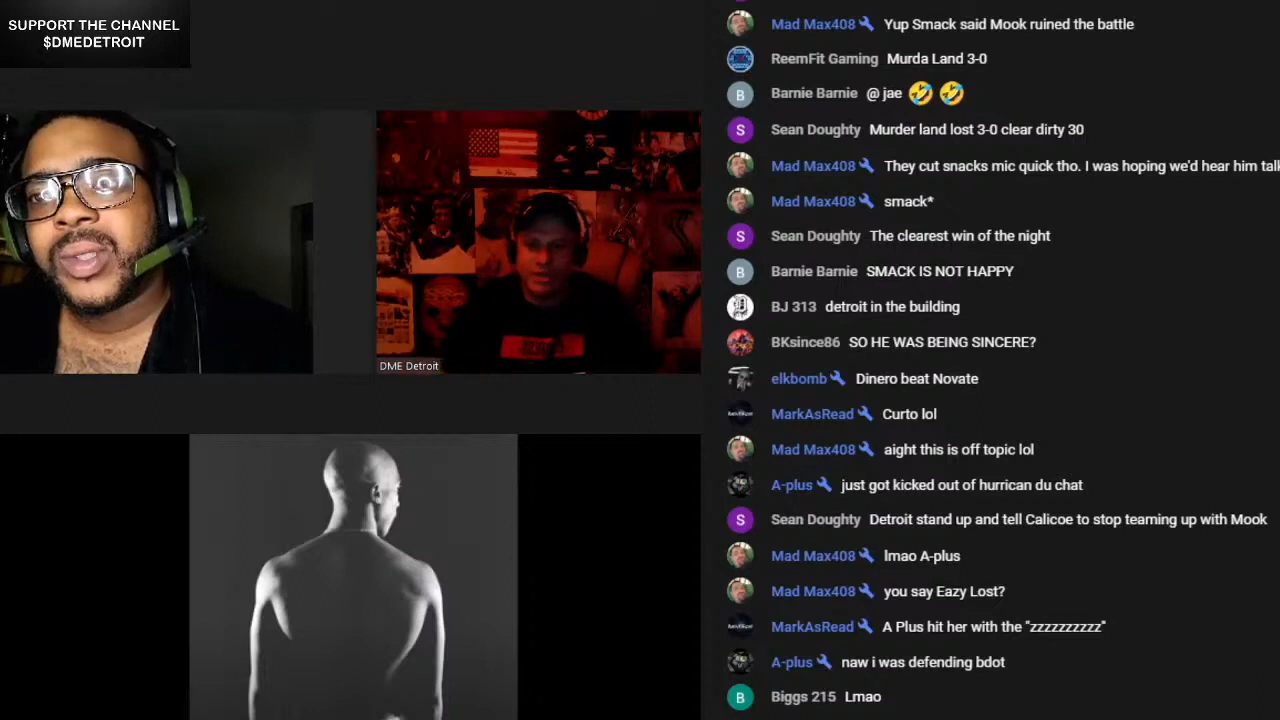 SUPPORT THE CHANNEL
$DMEDETROIT
DME Detroit
Mad Max408 Yup Smack said Mook ruined the battle
ReemFit Gaming Murda Land 3-0
Barnie Barnie @ jae 🤣 🤣
Sean Doughty Murder land lost 3-0 clear dirty 30
Mad Max408 They cut snacks mic quick tho. I was hoping we'd hear him talk
Mad Max408 smack*
Sean Doughty The clearest win of the night
Barnie Barnie SMACK IS NOT HAPPY
BJ 313 detroit in the building
BKsince86 SO HE WAS BEING SINCERE?
elkbomb Dinero beat Novate
MarkAsRead Curto lol
Mad Max408 aight this is off topic lol
A-plus just got kicked out of hurrican du chat
Sean Doughty Detroit stand up and tell Calicoe to stop teaming up with Mook
Mad Max408 lmao A-plus
Mad Max408 you say Eazy Lost?
MarkAsRead A Plus hit her with the "zzzzzzzzzz"
A-plus naw i was defending bdot
Biggs 215 Lmao